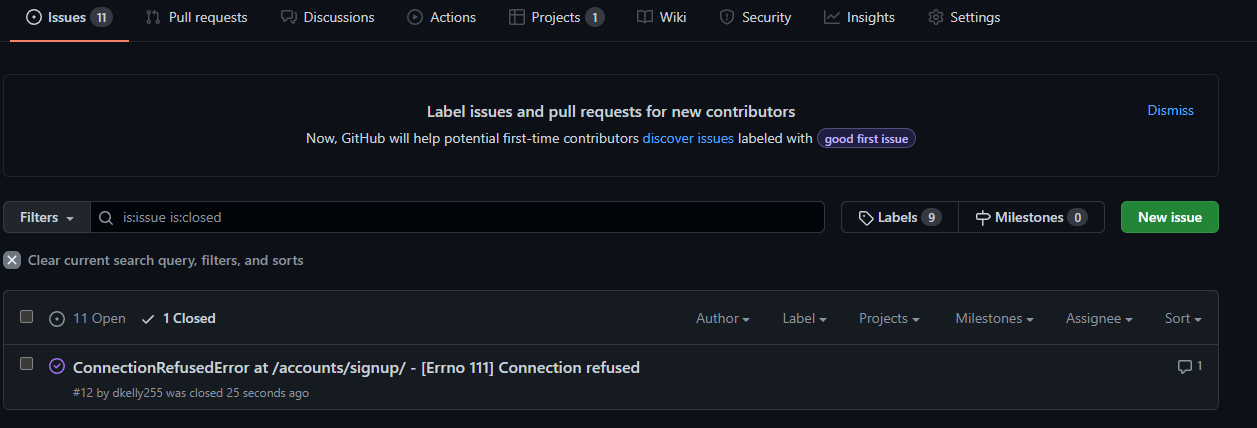 Issues 11 Pull requests Discussions Actions Projects 1 Wiki Security Insights Settings
Label issues and pull requests for new contributors
Dismiss
Now, GitHub will help potential first-time contributors discover issues labeled with good first issue
Filters is:issue is:closed Labels 9 Milestones 0 New issue
Clear current search query, filters, and sorts
11 Open 1 Closed Author Label Projects Milestones Assignee Sort
ConnectionRefusedError at /accounts/signup/ - [Errno 111] Connection refused 1
#12 by dkelly255 was closed 25 seconds ago